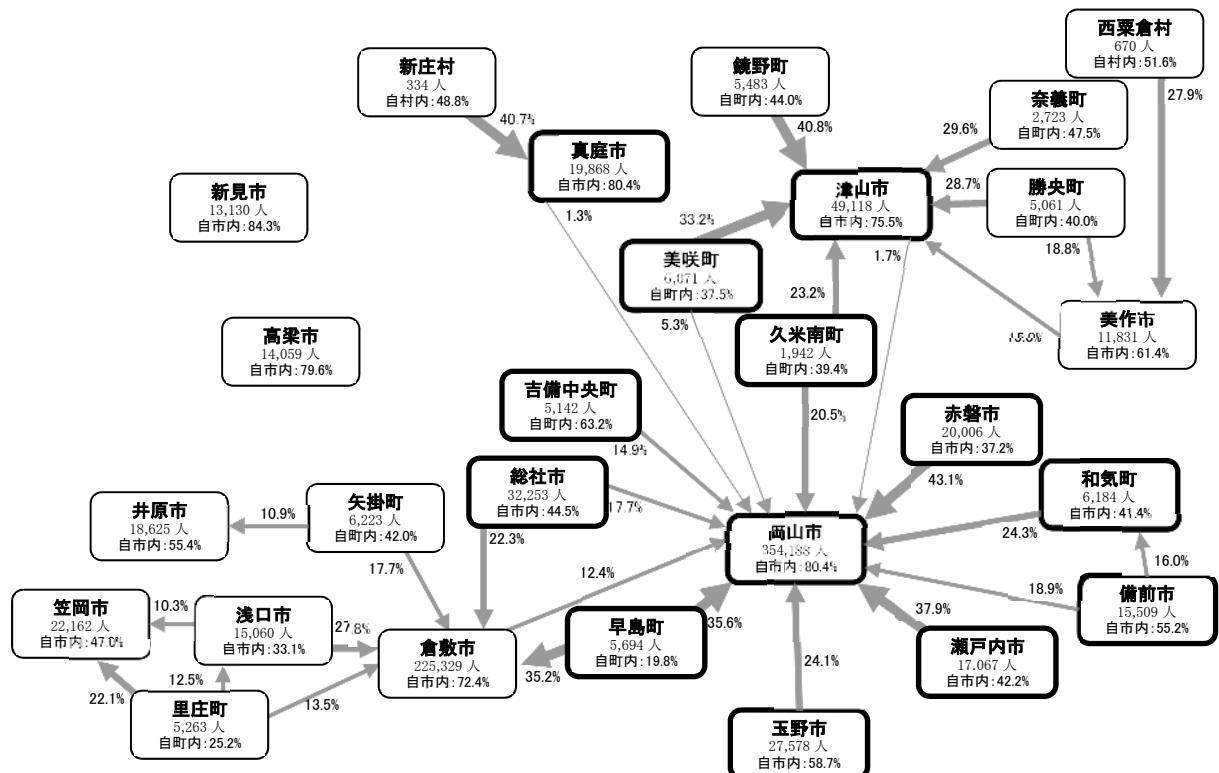 西粟倉村
670 人
自村内:51.6%
27.9%
新庄村
334 人
自村内:48.8%
40.7%
鏡野町
5,483 人
自町内:44.0%
40.8%
奈義町
2,723 人
自町内:47.5%
29.6%
真庭市
19,868 人
自市内:80.4%
1.3%
津山市
49,118 人
自市内:75.5%
1.7%
28.7%
勝央町
5,061 人
自町内:40.0%
18.8%
新見市
13,130 人
自市内:84.3%
33.2%
美咲町
6,071 人
自町内:37.5%
5.3%
23.2%
久米南町
1,942 人
自町内:39.4%
20.5%
15.0%
美作市
11,831 人
自市内:61.4%
高梁市
14,059 人
自市内:79.6%
吉備中央町
5,142 人
自町内:63.2%
14.9%
赤磐市
20,006 人
自市内:37.2%
43.1%
総社市
32,253 人
自市内:44.5%
17.7%
22.3%
和気町
6,184 人
自町内:41.4%
24.3%
井原市
18,625 人
自市内:55.4%
10.9%
矢掛町
6,223 人
自町内:42.0%
17.7%
岡山市
354,188 人
自市内:80.4%
12.4%
16.0%
備前市
15,509 人
自市内:55.2%
18.9%
笠岡市
22,162 人
自市内:47.0%
10.3%
浅口市
15,060 人
自市内:33.1%
27.8%
倉敷市
225,329 人
自市内:72.4%
早島町
5,694 人
自町内:19.8%
35.6%
35.2%
37.9%
瀬戸内市
17,067 人
自市内:42.2%
24.1%
22.1%
12.5%
里庄町
5,263 人
自町内:25.2%
13.5%
玉野市
27,578 人
自市内:58.7%